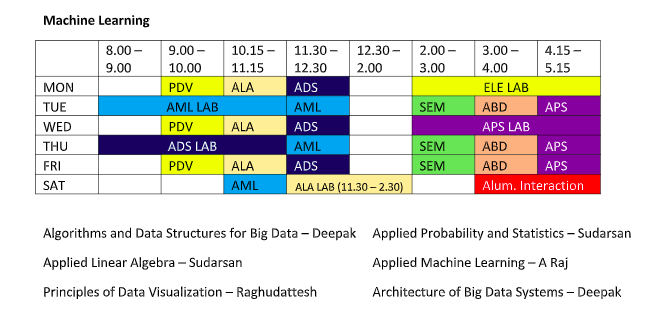 Machine Learning
8.00 – 9.00 9.00 – 10.00 10.15 – 11.15 11.30 – 12.30 12.30 – 2.00 2.00 – 3.00 3.00 – 4.00 4.15 – 5.15
MON PDV ALA ADS ELE LAB
TUE AML LAB AML SEM ABD APS
WED PDV ALA ADS APS LAB
THU ADS LAB AML SEM ABD APS
FRI PDV ALA ADS SEM ABD APS
SAT AML ALA LAB (11.30 – 2.30) Alum. Interaction
Algorithms and Data Structures for Big Data – Deepak Applied Probability and Statistics – Sudarsan
Applied Linear Algebra – Sudarsan Applied Machine Learning – A Raj
Principles of Data Visualization – Raghudattesh Architecture of Big Data Systems – Deepak